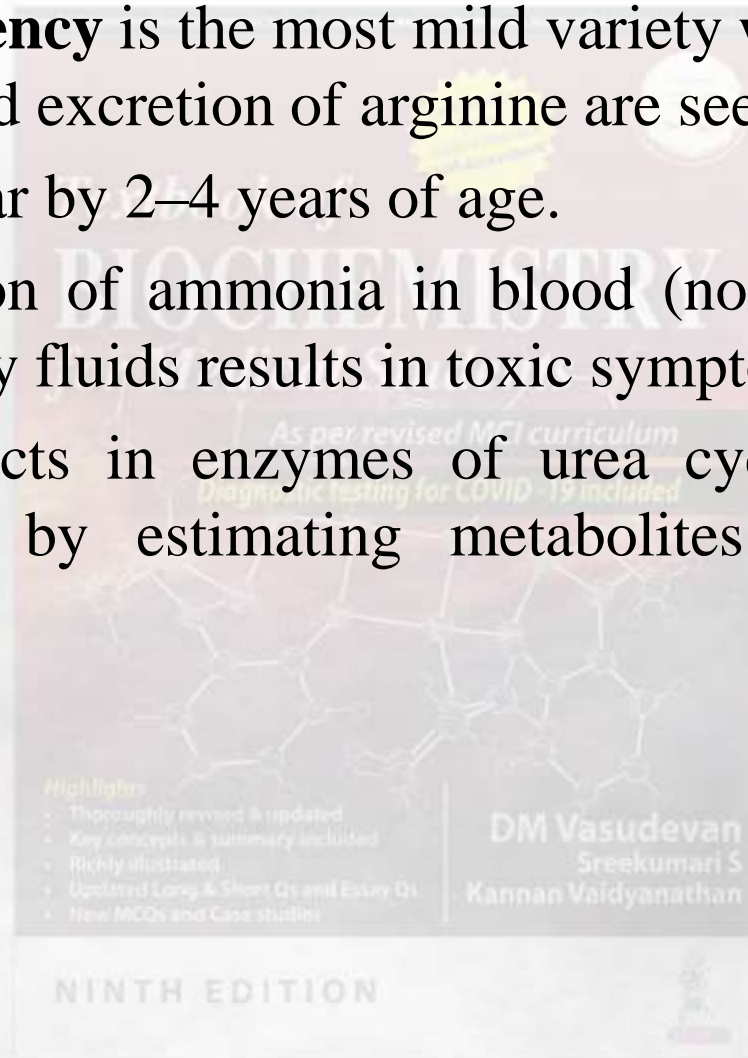 ency is the most mild variety
d excretion of arginine are see
ar by 2–4 years of age.
Textbook of
BIOCHEMISTRY
on of ammonia in blood (no
y fluids results in toxic sympt
As per revised MCI curriculum
cts in enzymes of urea cyc
Diagnostic testing for COVID-19 included
by estimating metabolites
Highlights
• Thoroughly revised & updated
• Key concepts & summary included
• Richly illustrated
• Updated Long & Short Qs and Essay Qs
• New MCQs and Case studies
DM Vasudevan
Sreekumari S
Kannan Vaidyanathan
NINTH EDITION